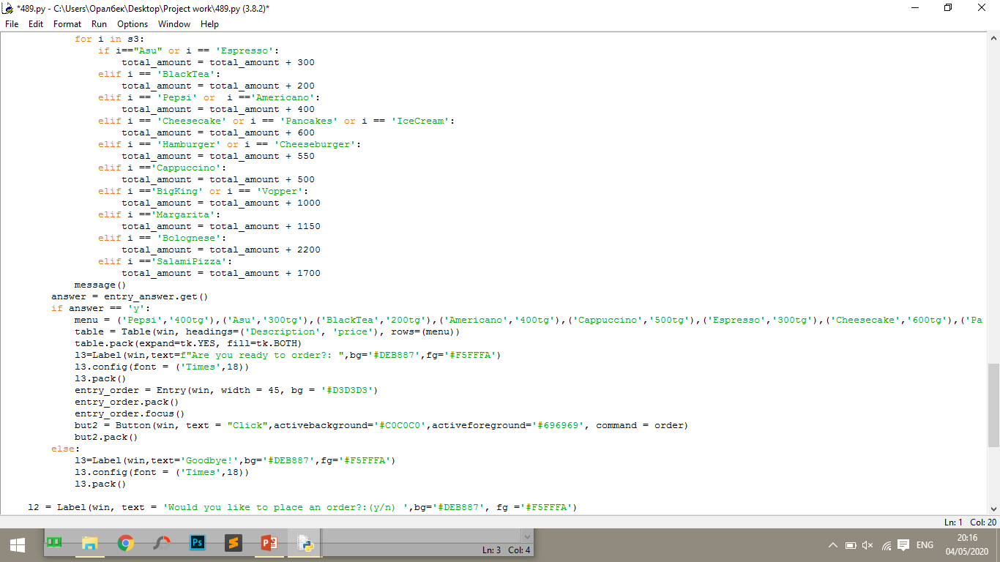 *489.py - C:\Users\Оралбек\Desktop\Project work\489.py (3.8.2)*
File Edit Format Run Options Window Help
for i in s3:
if i=="Asu" or i == 'Espresso':
total_amount = total_amount + 300
elif i == 'BlackTea':
total_amount = total_amount + 200
elif i == 'Pepsi' or  i =='Americano':
total_amount = total_amount + 400
elif i == 'Cheesecake' or i == 'Pancakes' or i == 'IceCream':
total_amount = total_amount + 600
elif i == 'Hamburger' or i == 'Cheeseburger':
total_amount = total_amount + 550
elif i =='Cappuccino':
total_amount = total_amount + 500
elif i =='BigKing' or i == 'Vopper':
total_amount = total_amount + 1000
elif i =='Margarita':
total_amount = total_amount + 1150
elif i == 'Bolognese':
total_amount = total_amount + 2200
elif i =='SalamiPizza':
total_amount = total_amount + 1700
message()
answer = entry_answer.get()
if answer == 'y':
menu = ('Pepsi','400tg'),('Asu','300tg'),('BlackTea','200tg'),('Americano','400tg'),('Cappuccino','500tg'),('Espresso','300tg'),('Cheesecake','600tg'),('Pa
table = Table(win, headings=('Description', 'price'), rows=(menu))
table.pack(expand=tk.YES, fill=tk.BOTH)
l3=Label(win,text=f"Are you ready to order?: ",bg='#DEB887',fg='#F5FFFA')
l3.config(font = ('Times',18))
l3.pack()
entry_order = Entry(win, width = 45, bg = '#D3D3D3')
entry_order.pack()
entry_order.focus()
but2 = Button(win, text = "Click",activebackground='#C0C0C0',activeforeground='#696969', command = order)
but2.pack()
else:
l3=Label(win,text='Goodbye!',bg='#DEB887',fg='#F5FFFA')
l3.config(font = ('Times',18))
l3.pack()
l2 = Label(win, text = 'Would you like to place an order?:(y/n) ',bg='#DEB887', fg ='#F5FFFA')
Ln: 1 Col: 20
Ps
Ln: 3 Col: 4
ENG
20:16
04/05/2020